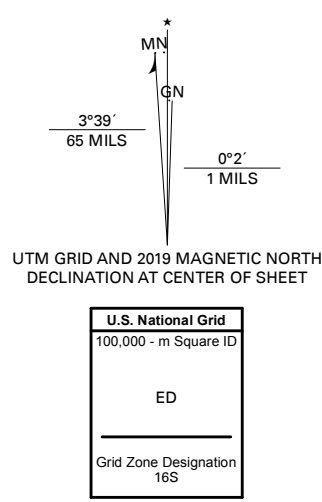 ★
MN
GN
3°39´
65 MILS
0°2´
1 MILS
UTM GRID AND 2019 MAGNETIC NORTH
DECLINATION AT CENTER OF SHEET
U.S. National Grid
100,000 - m Square ID
ED
Grid Zone Designation
16S